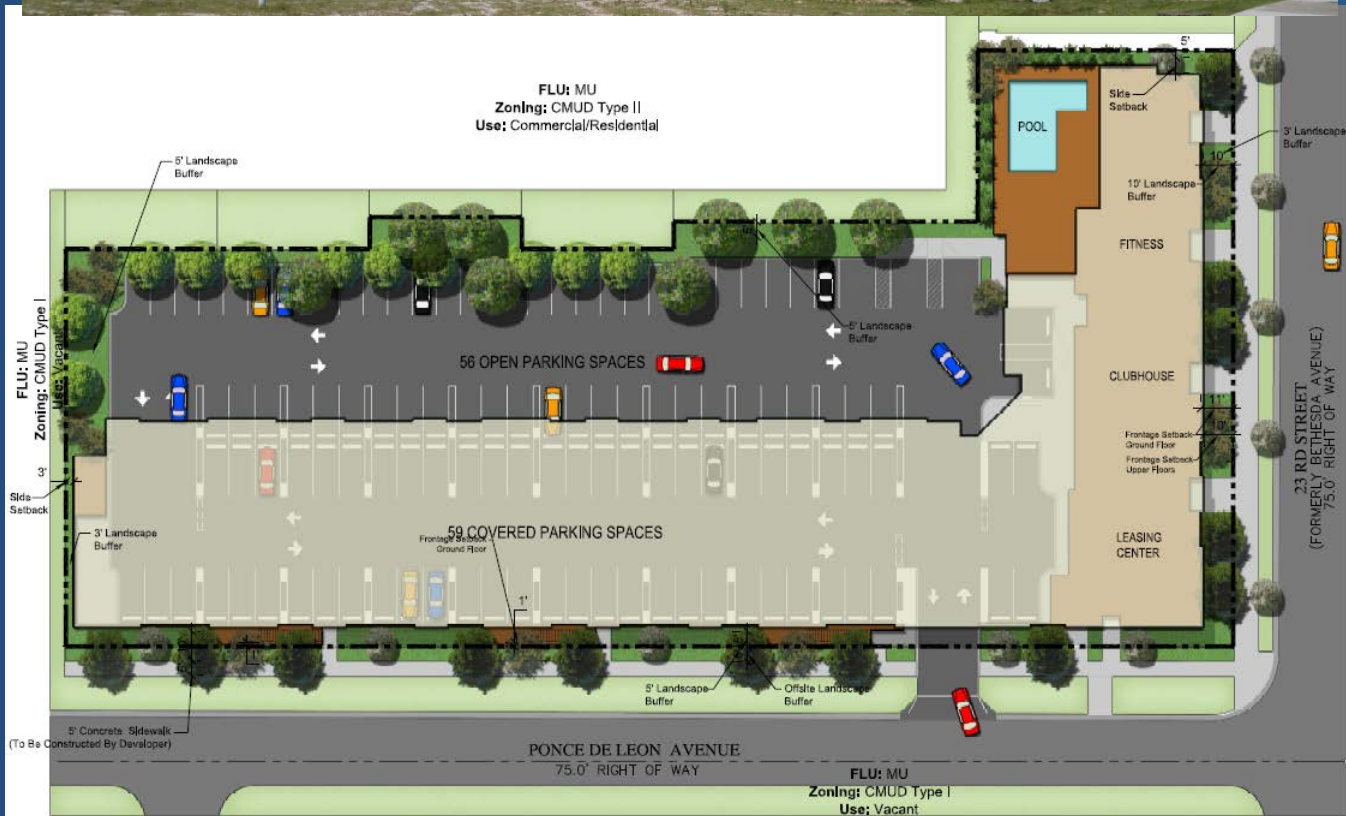 FLU: MU
Zoning: CMUD Type II
Use: Commercial/Residential
5'
Side
Setback
POOL
3' Landscape
Buffer
10'
10' Landscape
Buffer
5' Landscape
Buffer
FITNESS
5'
5' Landscape
Buffer
FLU: MU
Zoning: CMUD Type I
Use: Vacant
56 OPEN PARKING SPACES
CLUBHOUSE
11'
Frontage Setback
Ground Floor
10'
Frontage Setback
Upper Floors
23 RD STREET
(FORMERLY BETHESDA AVENUE)
75.0' RIGHT OF WAY
3'
Side
Setback
3' Landscape
Buffer
59 COVERED PARKING SPACES
Frontage Setback
Ground Floor
LEASING
CENTER
1'
5' Landscape
Buffer
Offsite Landscape
Buffer
5' Concrete Sidewalk
(To Be Constructed By Developer)
PONCE DE LEON AVENUE
75.0' RIGHT OF WAY
FLU: MU
Zoning: CMUD Type I
Use: Vacant